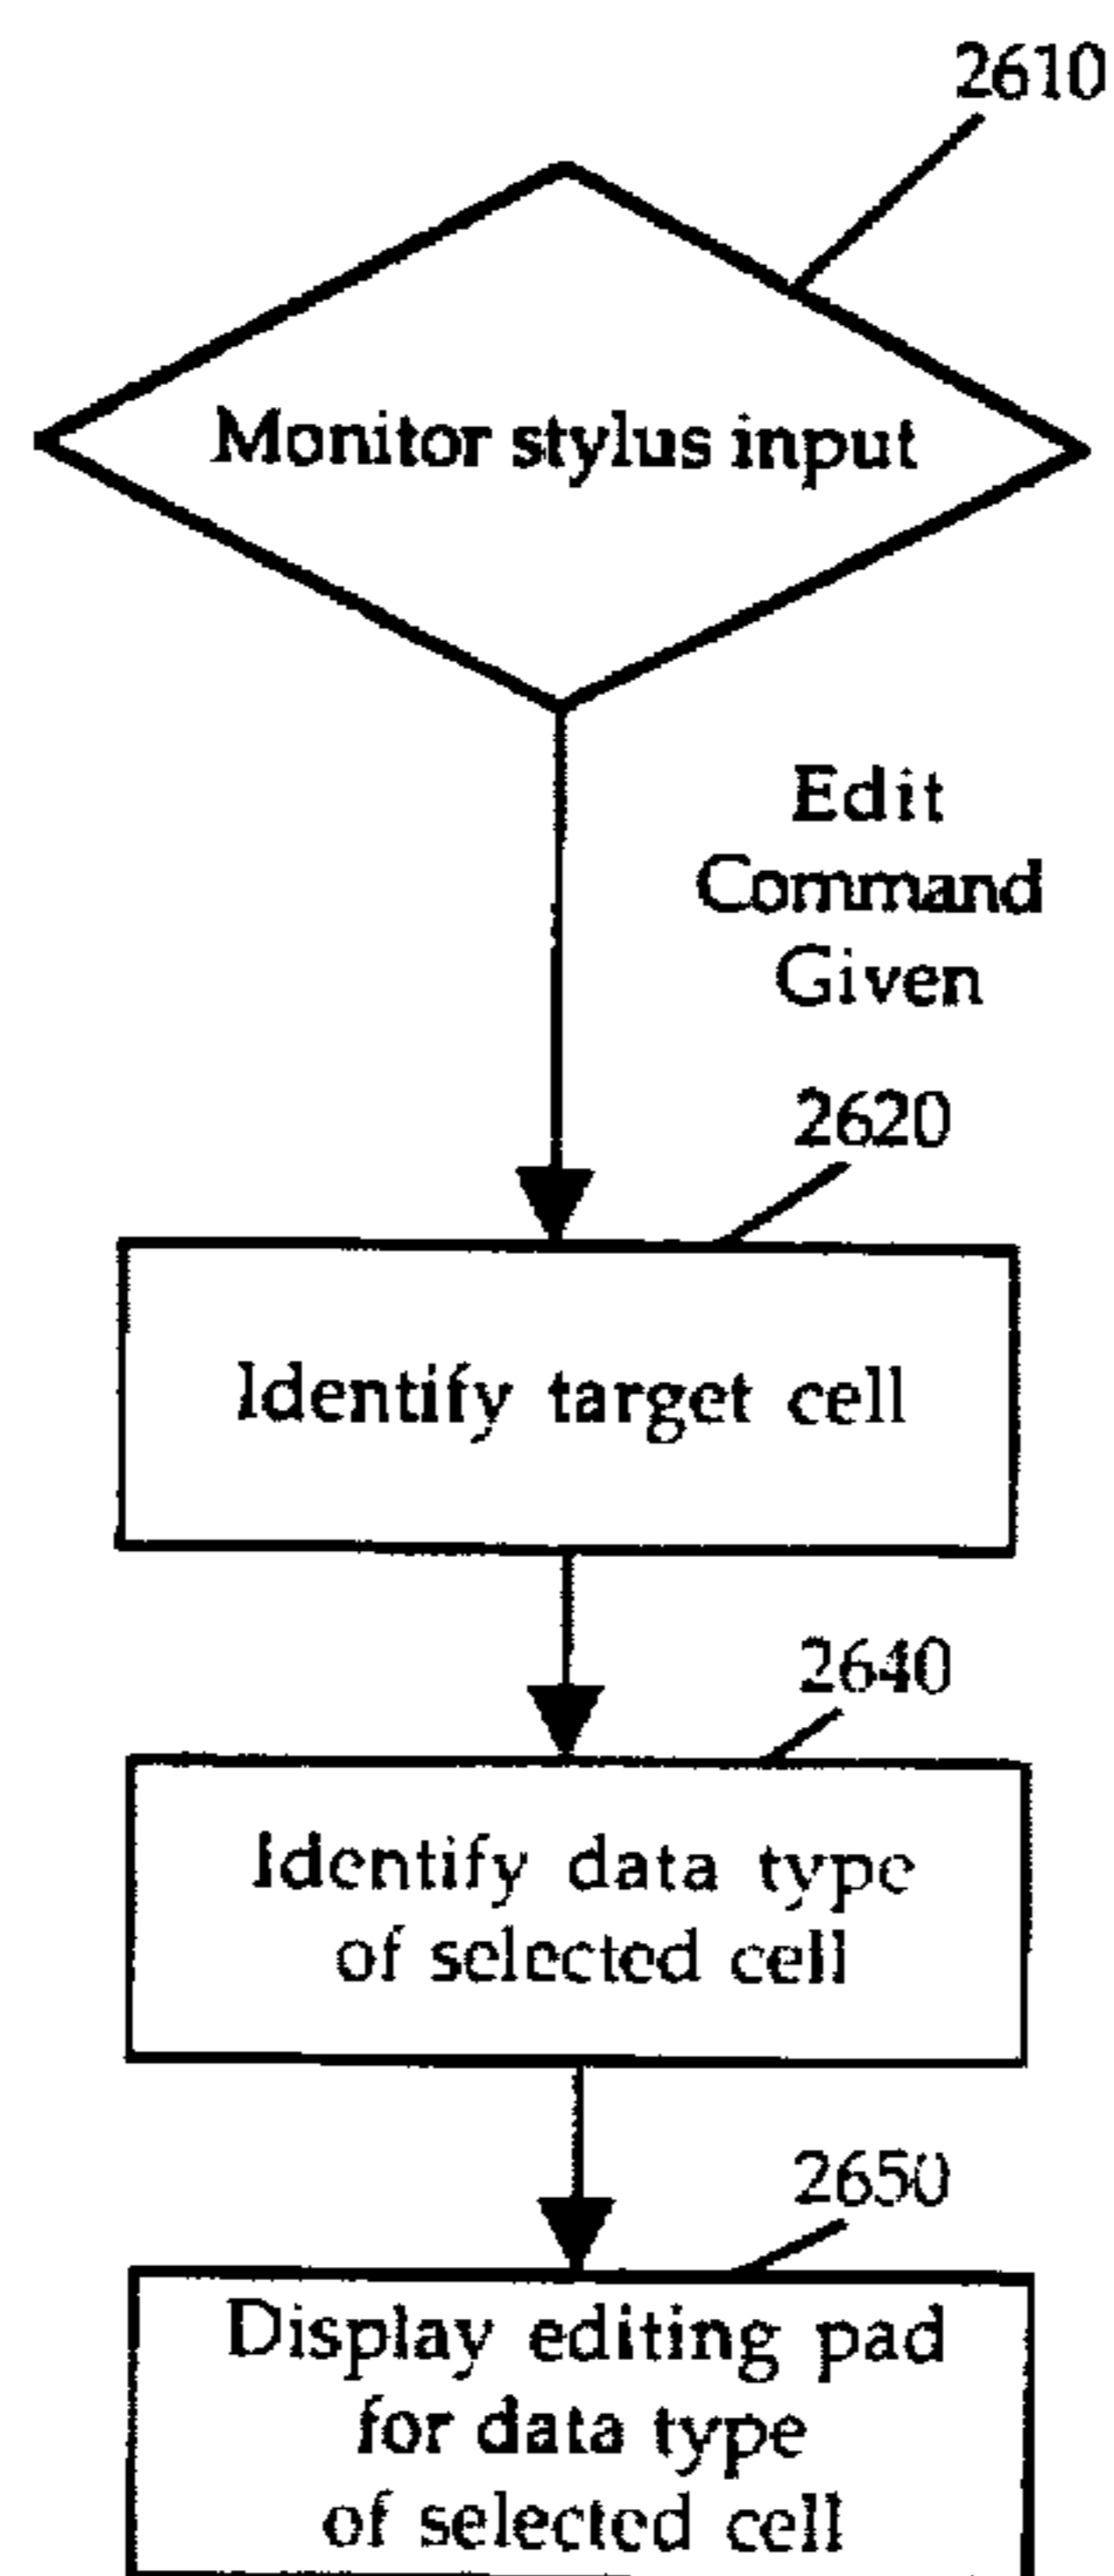 2610
Monitor stylus input
Edit
Command
Given
2620
Identify target cell
2640
Identify data type
of selected cell
2650
Display editing pad
for data type
of selected cell